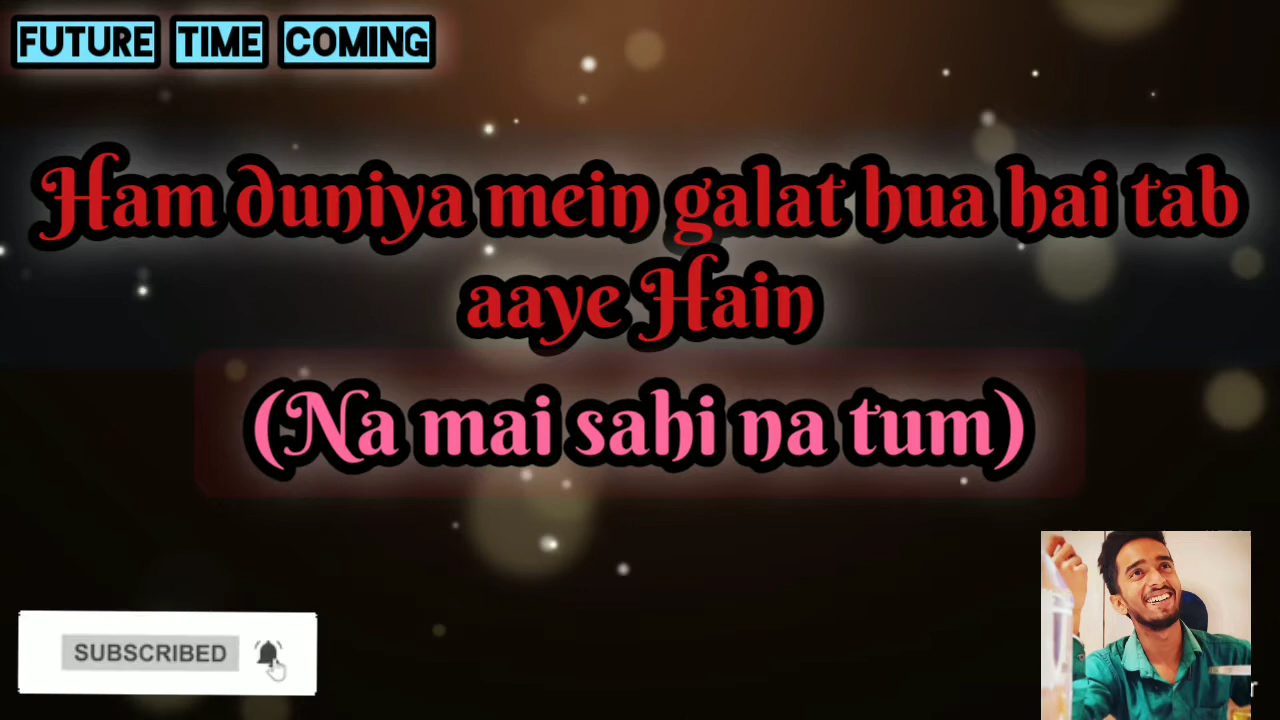 FUTURE TIME COMING
Ham duniya mein galat hua hai tab
aaye Hain
(Na mai sahi na tum)
SUBSCRIBED